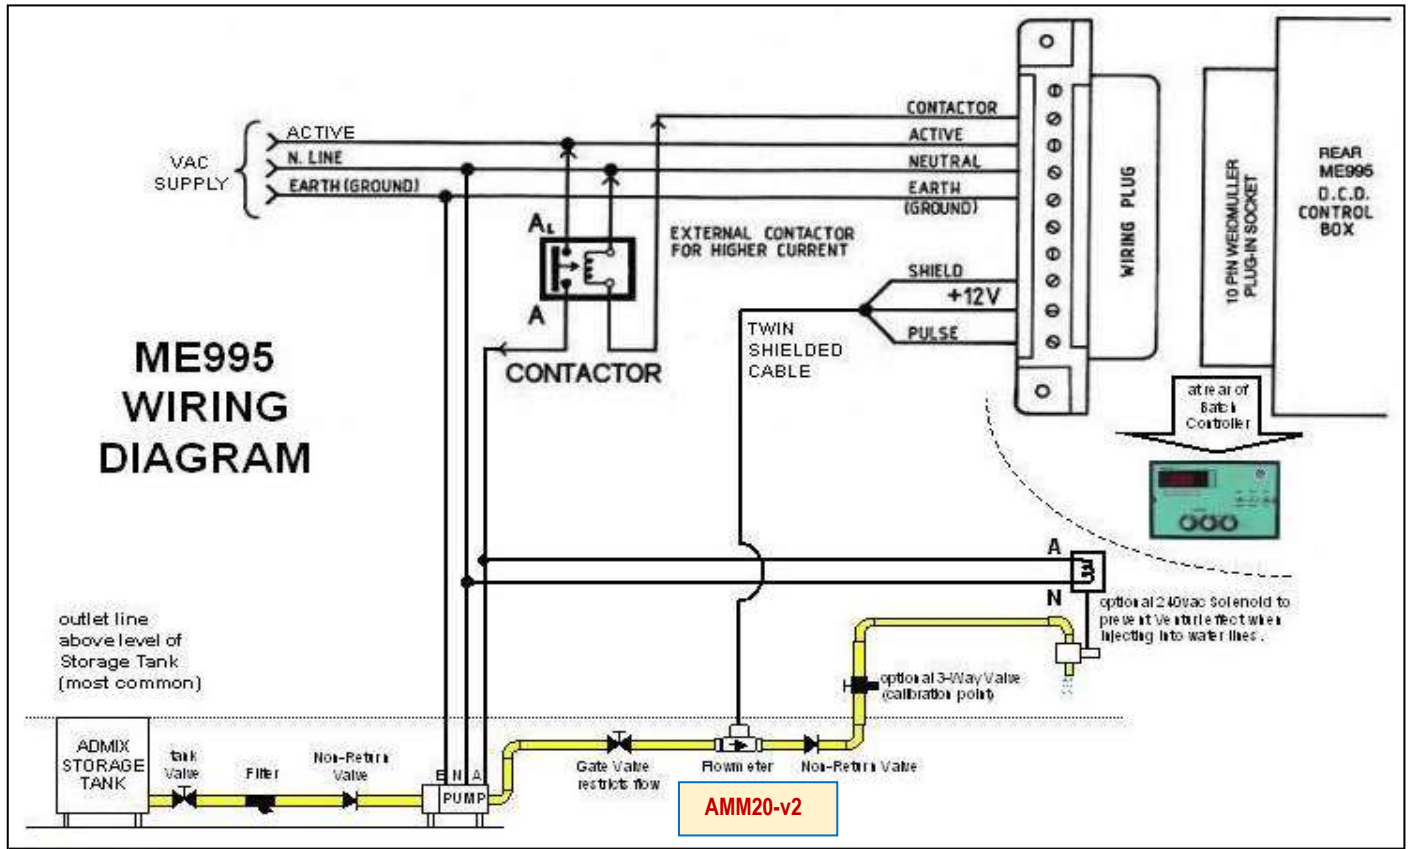 CONTACTOR
ACTIVE
ACTIVE
N. LINE
NEUTRAL
VAC
SUPPLY
EARTH (GROUND)
EARTH
(GROUND)
A1
EXTERNAL CONTACTOR
FOR HIGHER CURRENT
A
CONTACTOR
SHIELD
+12V
PULSE
TWIN
SHIELDED
CABLE
WIRING PLUG
10 PIN WEIDMULLER
PLUG-IN SOCKET
REAR
ME995
D.C.D.
CONTROL
BOX
at rear of
Batch
Controller
ME995
WIRING
DIAGRAM
A
N
optional 240vac Solenoid to
prevent Venturi effect when
injecting into water lines.
outlet line
above level of
Storage Tank
(most common)
optional 3-Way Valve
(calibration point)
ADMIX
STORAGE
TANK
tank
Valve
Filter
Non-Return
Valve
E N A
PUMP
Gate Valve
restricts flow
Flowmeter
Non-Return Valve
AMM20-v2